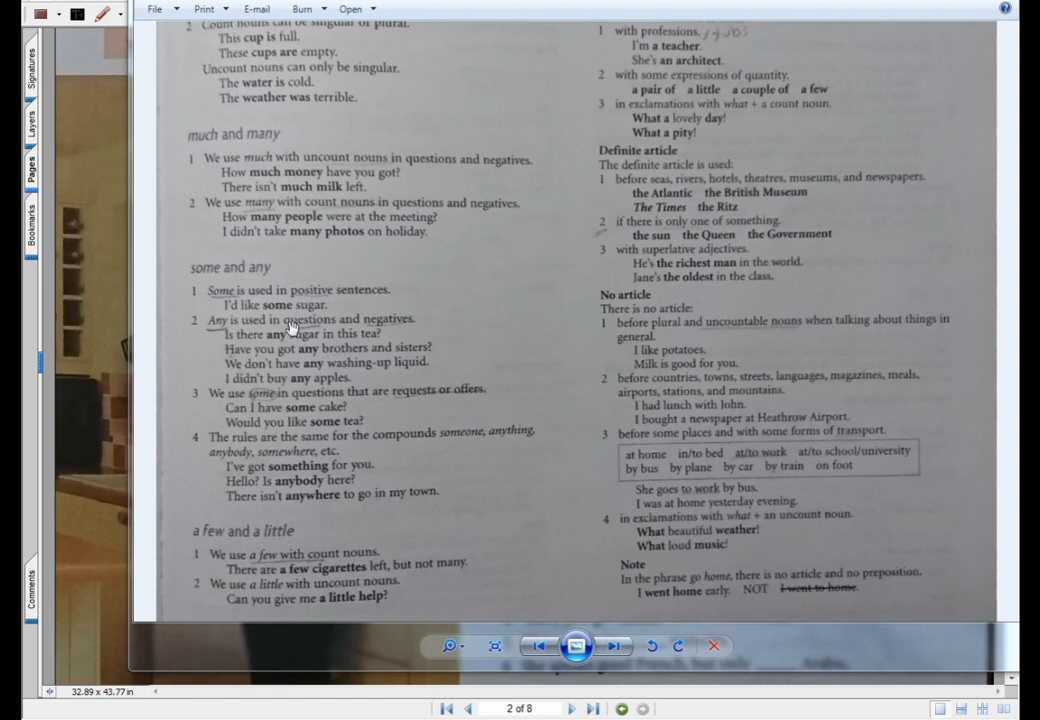 File Print E-mail Burn Open
2 Count nouns can be singular or plural.
This cup is full.
These cups are empty.
Uncount nouns can only be singular.
The water is cold.
The weather was terrible.
much and many
1 We use much with uncount nouns in questions and negatives.
How much money have you got?
There isn't much milk left.
2 We use many with count nouns in questions and negatives.
How many people were at the meeting?
I didn't take many photos on holiday.
some and any
1 Some is used in positive sentences.
I'd like some sugar.
2 Any is used in questions and negatives.
Is there any sugar in this tea?
Have you got any brothers and sisters?
We don't have any washing-up liquid.
I didn't buy any apples.
3 We use some in questions that are requests or offers.
Can I have some cake?
Would you like some tea?
4 The rules are the same for the compounds someone, anything,
anybody, somewhere, etc.
I've got something for you.
Hello? Is anybody here?
There isn't anywhere to go in my town.
a few and a little
1 We use a few with count nouns.
There are a few cigarettes left, but not many.
2 We use a little with uncount nouns.
Can you give me a little help?
1 with professions. / jobs
I'm a teacher.
She's an architect.
2 with some expressions of quantity.
a pair of a little a couple of a few
3 in exclamations with what + a count noun.
What a lovely day!
What a pity!
Definite article
The definite article is used:
1 before seas, rivers, hotels, theatres, museums, and newspapers.
the Atlantic the British Museum
The Times the Ritz
2 if there is only one of something.
the sun the Queen the Government
3 with superlative adjectives.
He's the richest man in the world.
Jane's the oldest in the class.
No article
There is no article:
1 before plural and uncountable nouns when talking about things in
general.
I like potatoes.
Milk is good for you.
2 before countries, towns, streets, languages, magazines, meals,
airports, stations, and mountains.
I had lunch with John.
I bought a newspaper at Heathrow Airport.
3 before some places and with some forms of transport.
at home in/to bed at/to work at/to school/university
by bus by plane by car by train on foot
She goes to work by bus.
I was at home yesterday evening.
4 in exclamations with what + an uncount noun.
What beautiful weather!
What loud music!
Note
In the phrase go home, there is no article and no preposition.
I went home early. NOT I went to home.
Signatures
Layers
Pages
Bookmarks
Comments
32.89 x 43.77 in
2 of 8